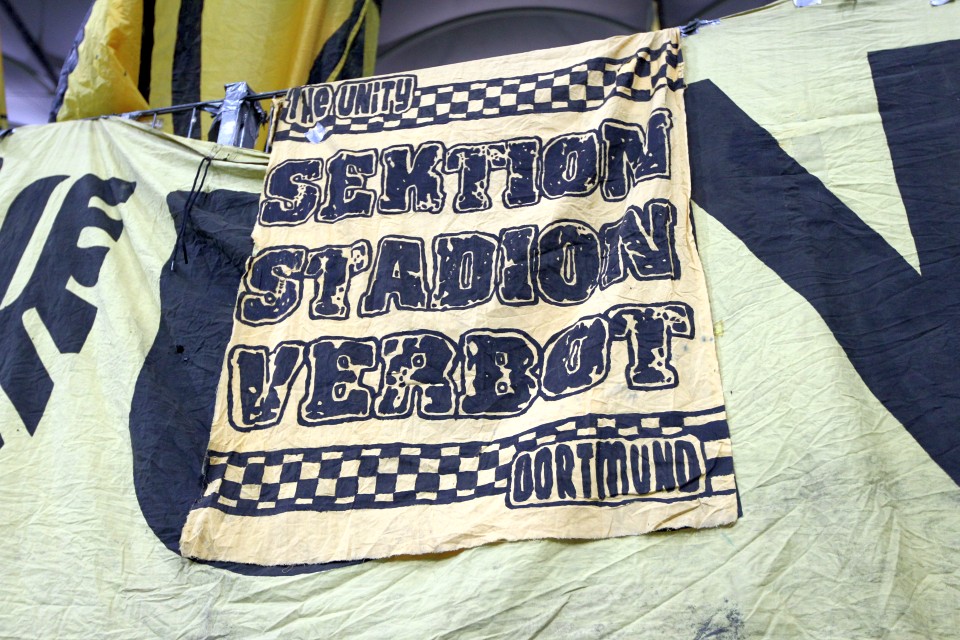 THE UNITY
SEKTION
STADION
VERBOT
DORTMUND